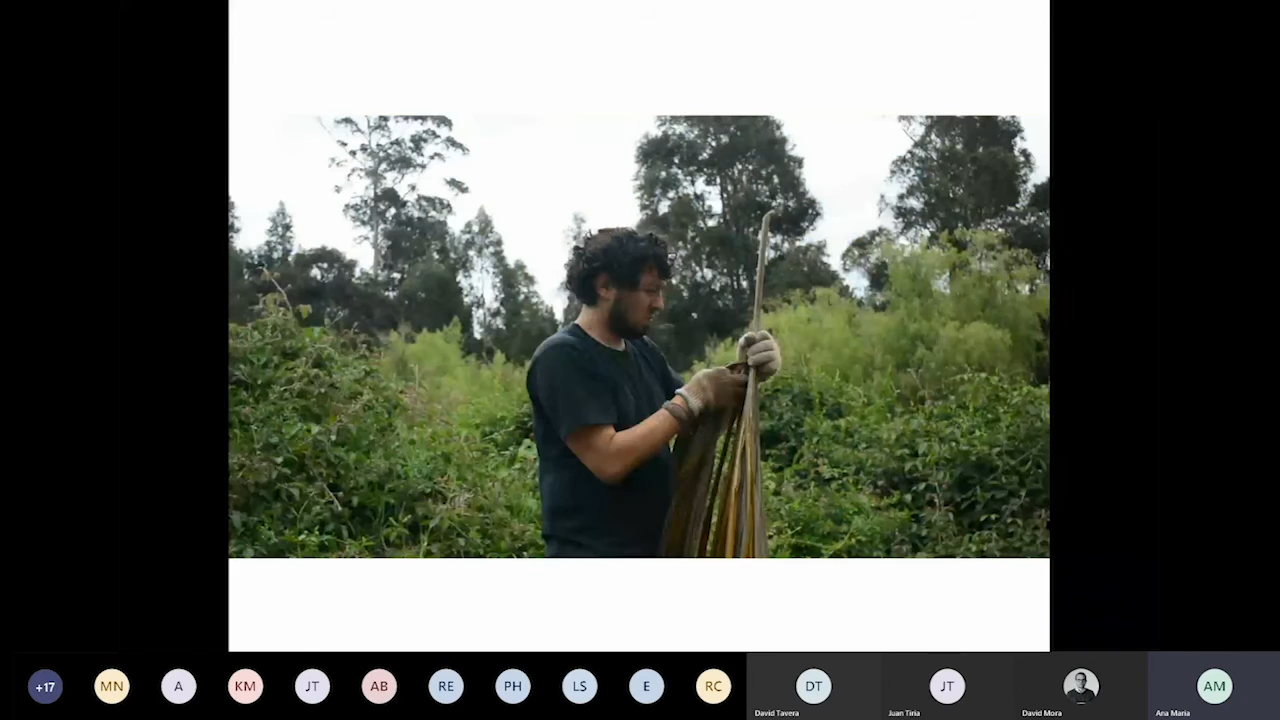 +17
MN
A
KM
JT
AB
RE
PH
LS
E
RC
DT
David Tavera
JT
Juan Tiria
David Mora
AM
Ana Maria